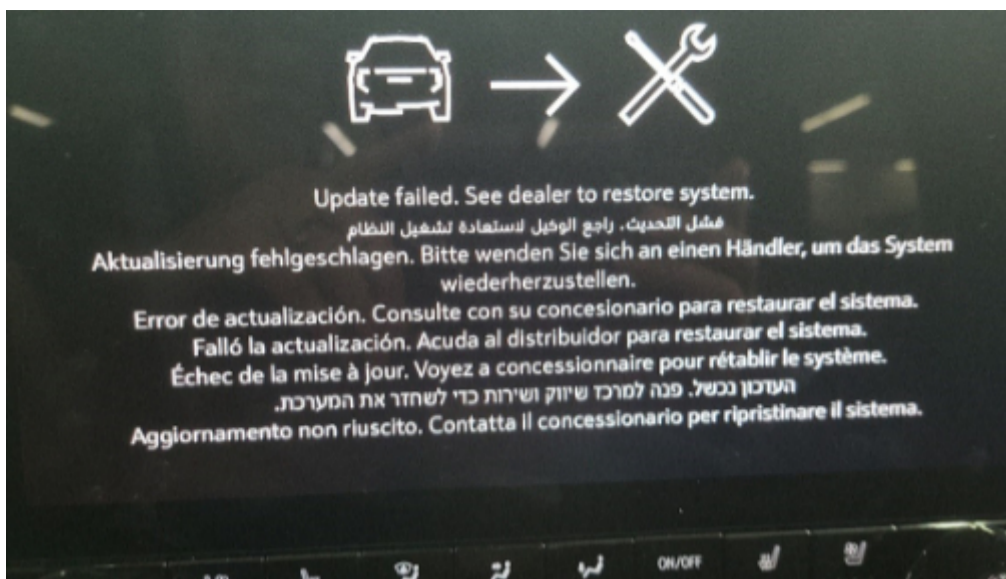 Update failed. See dealer to restore system.
فشل التحديث. راجع الوكيل لاستعادة تشغيل النظام
Aktualisierung fehlgeschlagen. Bitte wenden Sie sich an einen Händler, um das System
wiederherzustellen.
Error de actualización. Consulte con su concesionario para restaurar el sistema.
Falló la actualización. Acuda al distribuidor para restaurar el sistema.
Échec de la mise à jour. Voyez a concessionnaire pour rétablir le système.
העדכון נכשל. פנה למרכז שיווק ושירות כדי לשחזר את המערכת.
Aggiornamento non riuscito. Contatta il concessionario per ripristinare il sistema.
ON/OFF